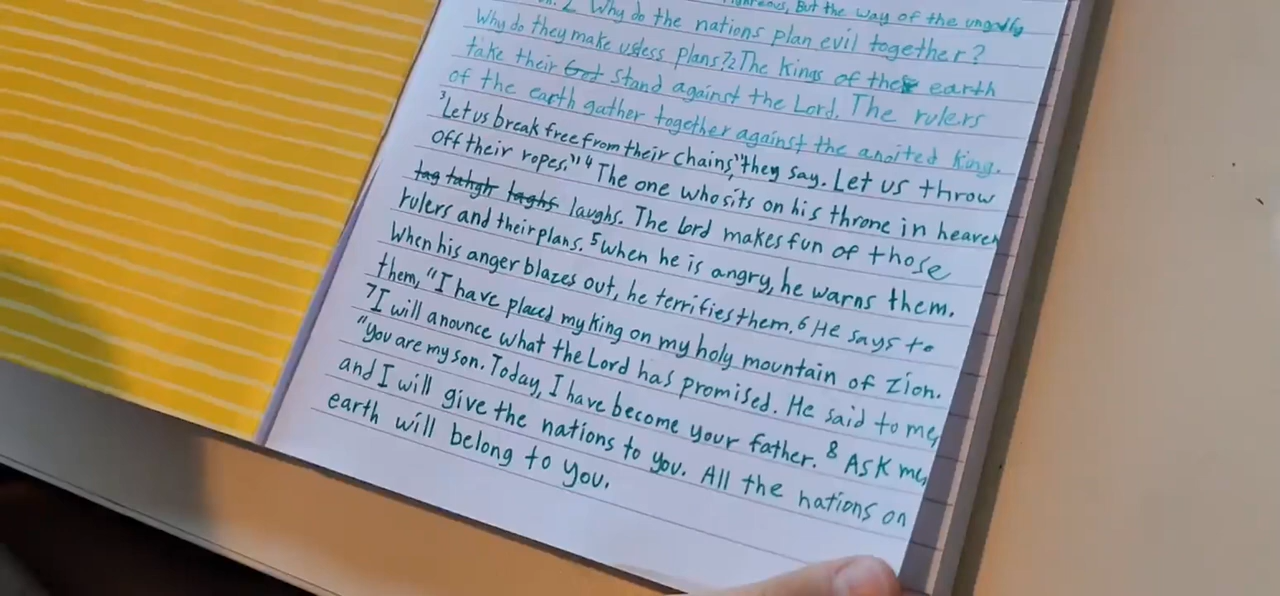 But the way of the ungodly
2 Why do the nations plan evil together?
Why do they make usless plans? 2 The kings of the earth
take their Got stand against the Lord. The rulers
of the earth gather together against the anoited king.
3 "Let us break free from their chains," they say. Let us throw
off their ropes." 4 The one who sits on his throne in heaven
tag tahgh laghs laughs. The lord makes fun of those
rulers and their plans. 5 When he is angry, he warns them.
When his anger blazes out, he terrifies them. 6 He says to
them, "I have placed my king on my holy mountain of Zion.
7 I will anounce what the Lord has promised. He said to me,
"You are my son. Today, I have become your father. 8 Ask me,
and I will give the nations to you. All the nations on
earth will belong to you.